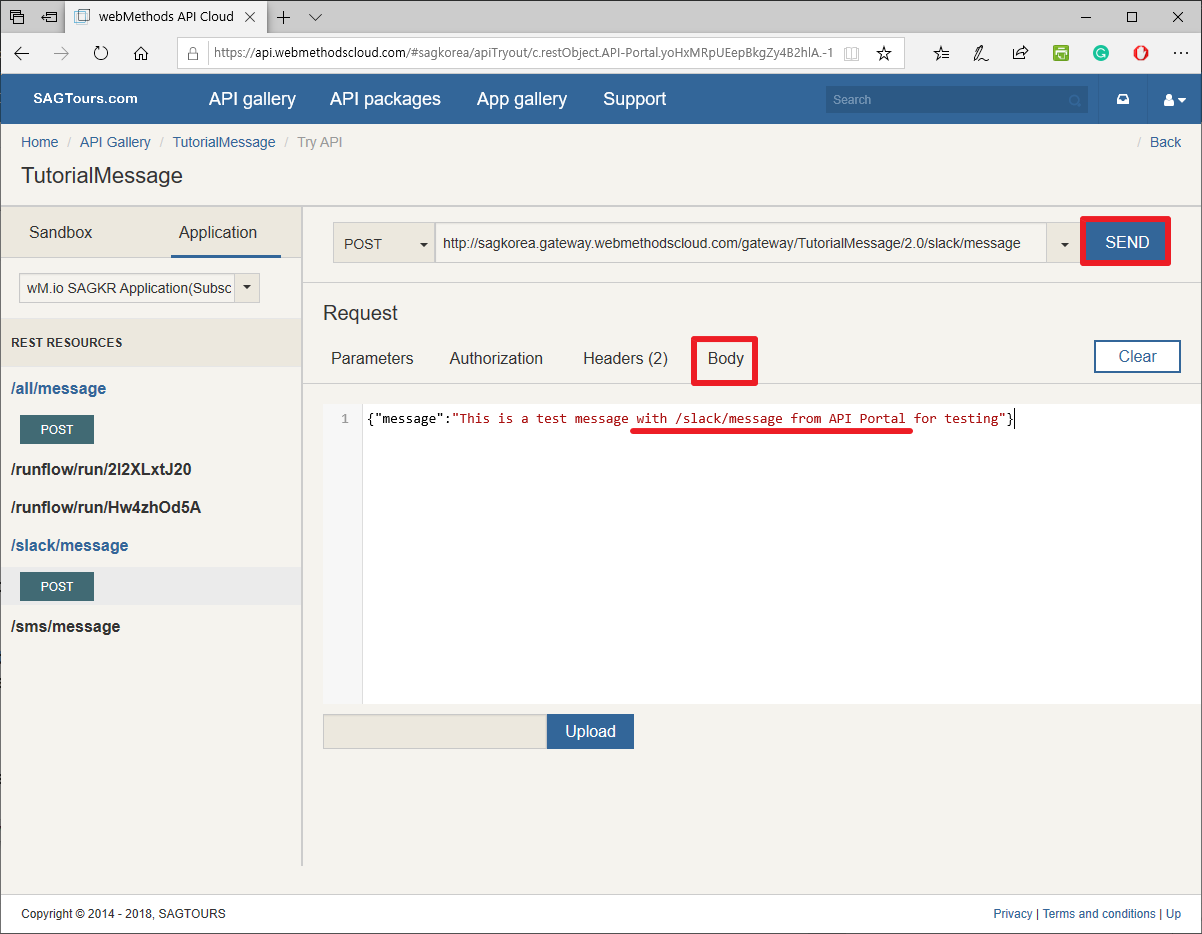 webMethods API Cloud
https://api.webmethodscloud.com/#sagkorea/apiTryout/c.restObject.API-Portal.yoHxMRpUEepBkgZy4B2hlA.-1
SAGTours.com API gallery API packages App gallery Support Search
Home / API Gallery / TutorialMessage / Try API / Back
TutorialMessage
Sandbox Application
POST http://sagkorea.gateway.webmethodscloud.com/gateway/TutorialMessage/2.0/slack/message SEND
wM.io SAGKR Application(Subsc
Request
REST RESOURCES
Parameters Authorization Headers (2) Body Clear
/all/message
POST
1 {"message":"This is a test message with /slack/message from API Portal for testing"}
/runflow/run/2I2XLxtJ20
/runflow/run/Hw4zhOd5A
/slack/message
POST
/sms/message
Upload
Copyright © 2014 - 2018, SAGTOURS Privacy | Terms and conditions | Up